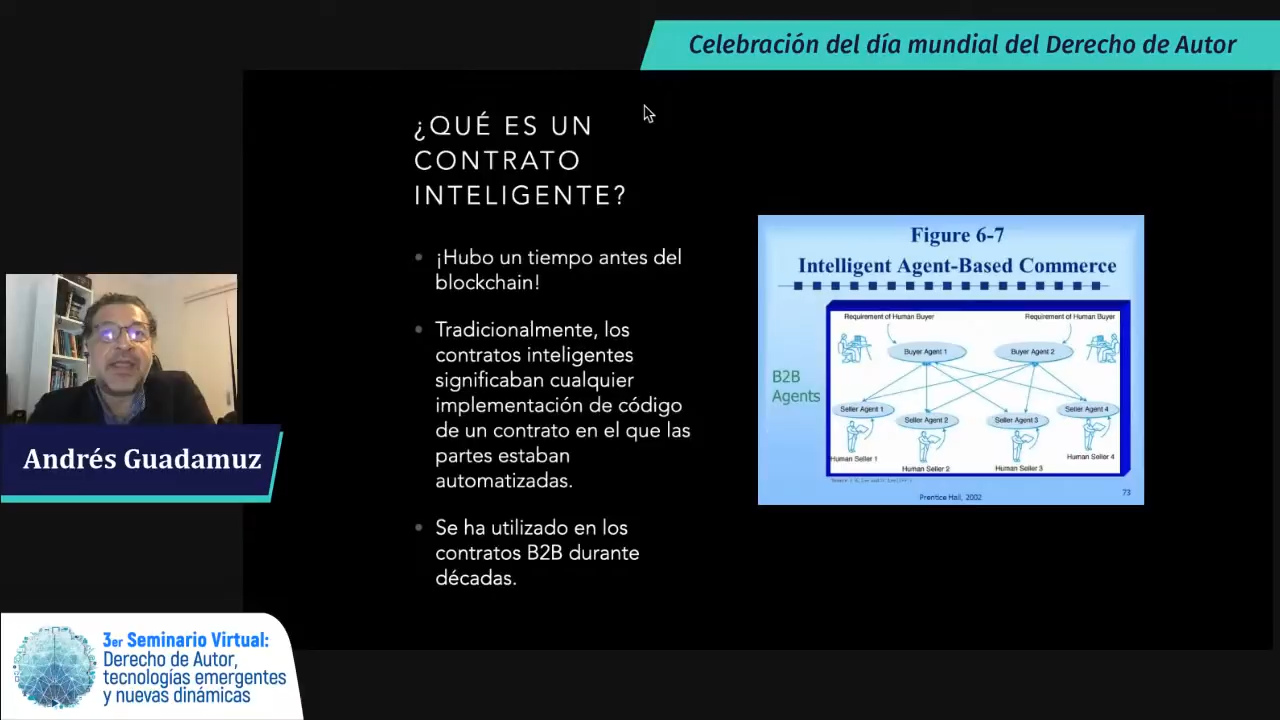 Celebración del día mundial del Derecho de Autor
¿QUÉ ES UN
CONTRATO
INTELIGENTE?
• ¡Hubo un tiempo antes del
blockchain!
• Tradicionalmente, los
contratos inteligentes
significaban cualquier
implementación de código
de un contrato en el que las
partes estaban
automatizadas.
• Se ha utilizado en los
contratos B2B durante
décadas.
Figure 6-7
Intelligent Agent-Based Commerce
Requirement of Human Buyer
Requirement of Human Buyer
Buyer Agent 1
Buyer Agent 2
B2B
Agents
Seller Agent 1
Seller Agent 2
Seller Agent 3
Seller Agent 4
Human Seller 1
Human Seller 2
Human Seller 3
Human Seller 4
Prentice Hall, 2002
73
Andrés Guadamuz
3er Seminario Virtual:
Derecho de Autor,
tecnologías emergentes
y nuevas dinámicas